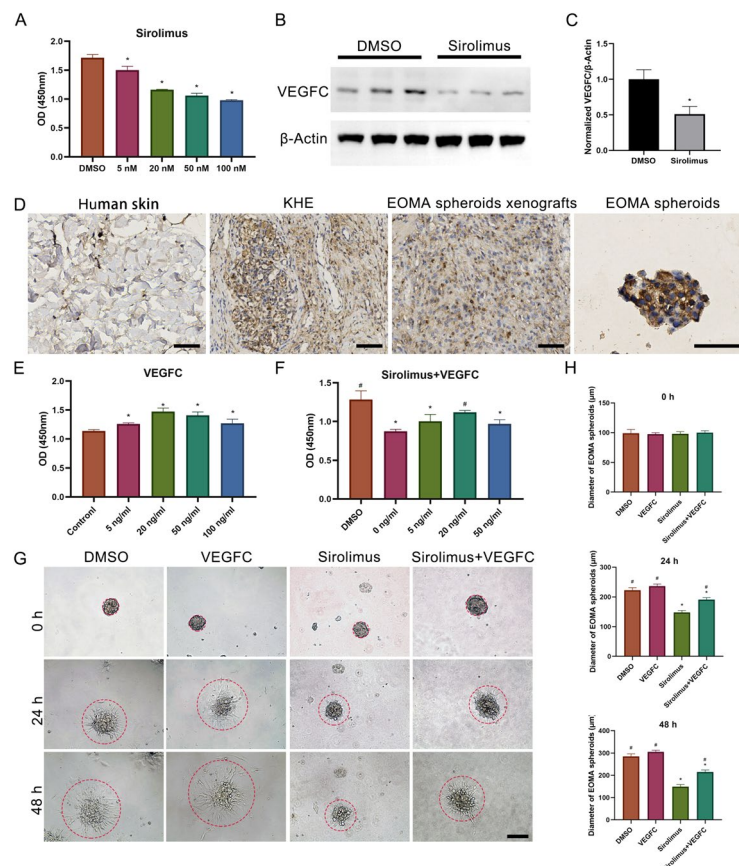 A
Sirolimus
OD (450nm)
2.0
1.5
1.0
0.5
0.0
DMSO
5 nM
20 nM
50 nM
100 nM
*
*
*
*
B
DMSO
Sirolimus
VEGFC
β-Actin
C
Normalized VEGFC/β-Actin
1.5
1.0
0.5
0.0
DMSO
Sirolimus
*
D
Human skin
KHE
EOMA spheroids xenografts
EOMA spheroids
E
VEGFC
OD (450nm)
2.0
1.5
1.0
0.5
0.0
Contronl
5 ng/ml
20 ng/ml
50 ng/ml
100 ng/ml
*
*
*
*
F
Sirolimus+VEGFC
OD (450nm)
1.5
1.0
0.5
0.0
DMSO
0 ng/ml
5 ng/ml
20 ng/ml
50 ng/ml
#
*
*
#
*
G
DMSO
VEGFC
Sirolimus
Sirolimus+VEGFC
0 h
24 h
48 h
H
0 h
Diameter of EOMA spheroids (μm)
200
150
100
50
0
DMSO
VEGFC
Sirolimus
Sirolimus+VEGFC
24 h
Diameter of EOMA spheroids (μm)
300
200
100
0
DMSO
VEGFC
Sirolimus
Sirolimus+VEGFC
#
#
*
#
*
48 h
Diameter of EOMA spheroids (μm)
400
300
200
100
0
DMSO
VEGFC
Sirolimus
Sirolimus+VEGFC
#
#
*
#
*